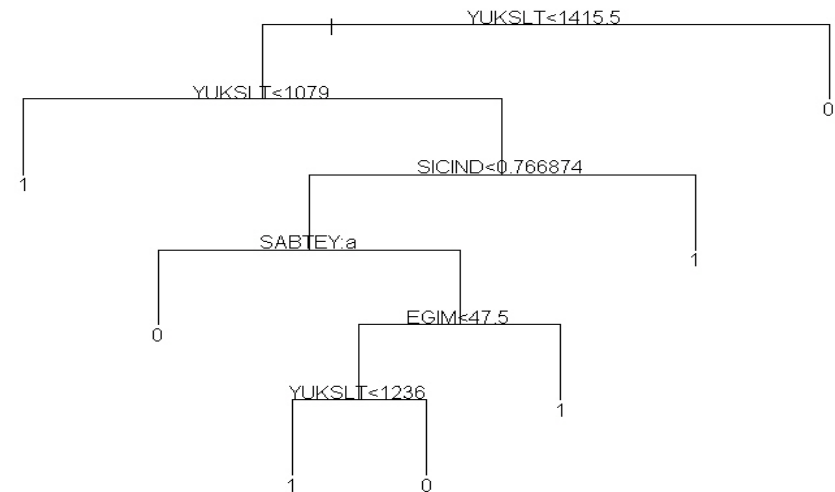 YUKSLT<1415.5
YUKSLT<1079
0
SICIND<0.766874
1
SABTEY:a
1
EGIM<47.5
0
YUKSLT<1236
1
1
0